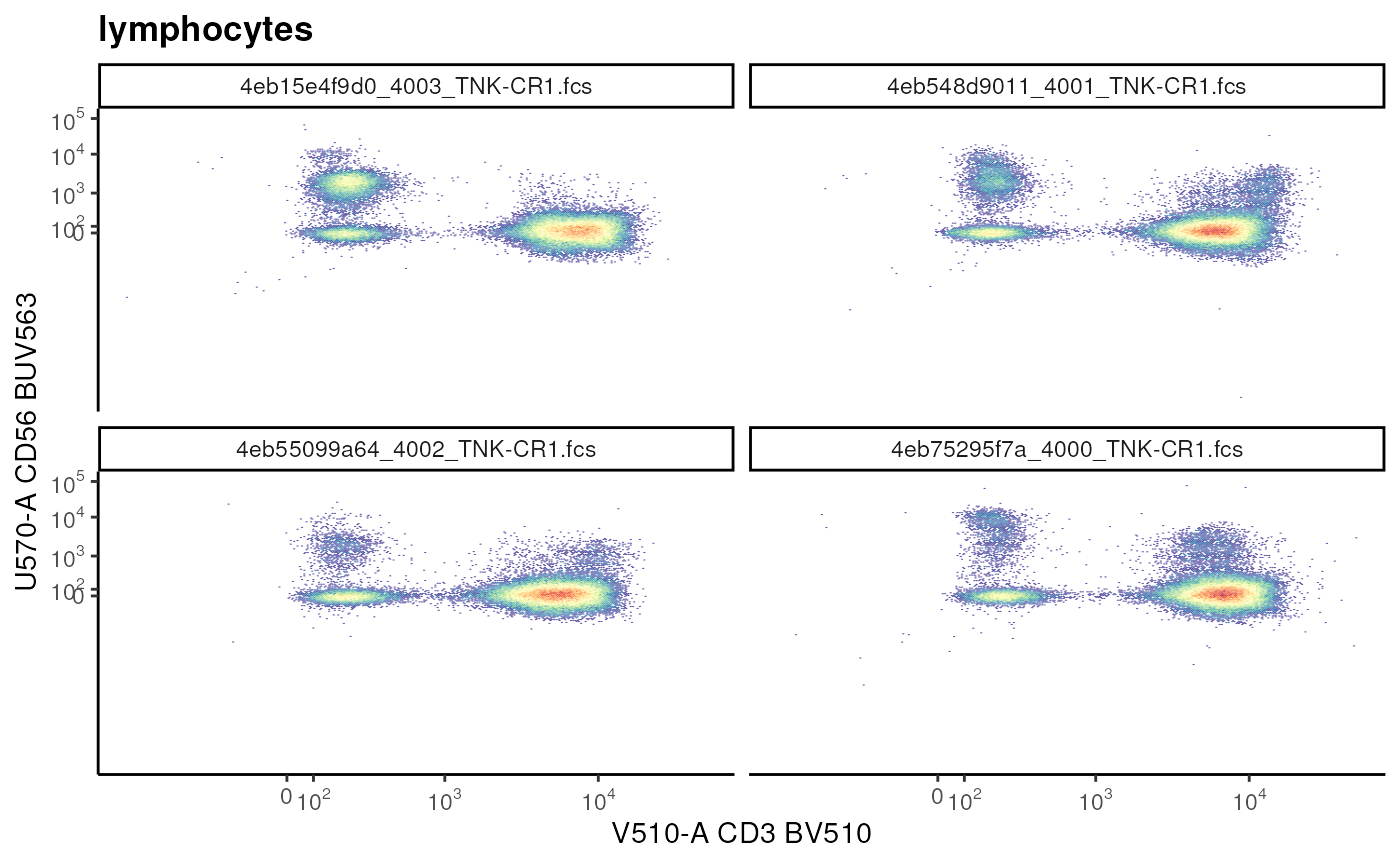 lymphocytes
4eb15e4f9d0_4003_TNK-CR1.fcs
4eb548d9011_4001_TNK-CR1.fcs
10^5
10^4
10^3
10^2
0
U570-A CD56 BUV563
4eb55099a64_4002_TNK-CR1.fcs
4eb75295f7a_4000_TNK-CR1.fcs
10^5
10^4
10^3
10^2
0
0 10^2 10^3 10^4
0 10^2 10^3 10^4
V510-A CD3 BV510